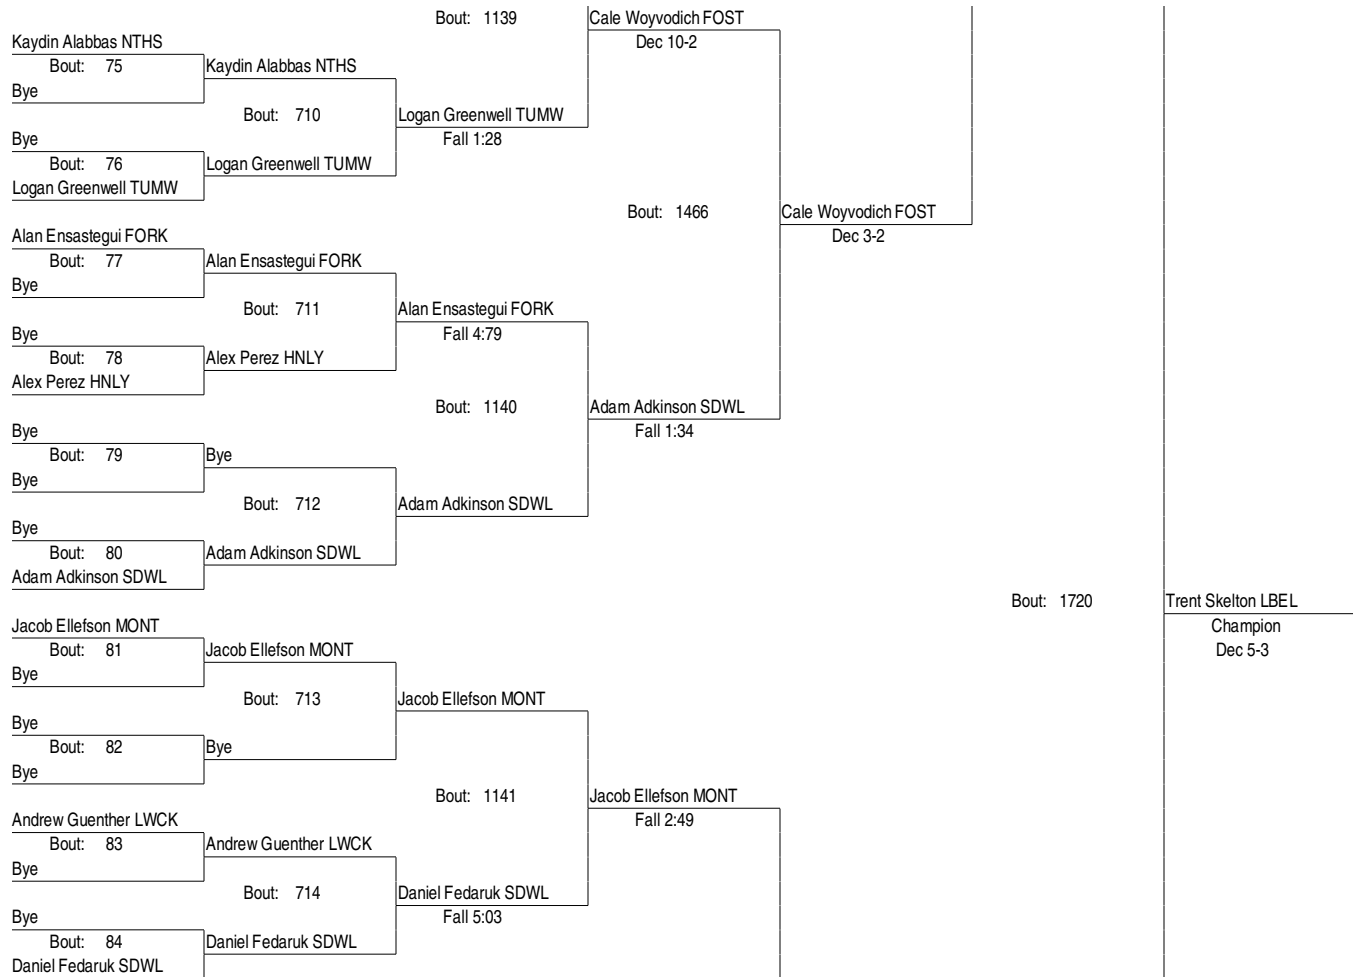 Bout: 1139 Cale Woyvodich FOST
Kaydin Alabbas NTHS Dec 10-2
Bout: 75 Kaydin Alabbas NTHS
Bye
Bout: 710 Logan Greenwell TUMW
Bye Fall 1:28
Bout: 76 Logan Greenwell TUMW
Logan Greenwell TUMW
Bout: 1466 Cale Woyvodich FOST
Alan Ensastegui FORK Dec 3-2
Bout: 77 Alan Ensastegui FORK
Bye
Bout: 711 Alan Ensastegui FORK
Bye Fall 4:79
Bout: 78 Alex Perez HNLY
Alex Perez HNLY
Bout: 1140 Adam Adkinson SDWL
Bye Fall 1:34
Bout: 79 Bye
Bye
Bout: 712 Adam Adkinson SDWL
Bye
Bout: 80 Adam Adkinson SDWL
Adam Adkinson SDWL
Bout: 1720 Trent Skelton LBEL
Jacob Ellefson MONT Champion
Bout: 81 Jacob Ellefson MONT Dec 5-3
Bye
Bout: 713 Jacob Ellefson MONT
Bye
Bout: 82 Bye
Bye
Bout: 1141 Jacob Ellefson MONT
Andrew Guenther LWCK Fall 2:49
Bout: 83 Andrew Guenther LWCK
Bye
Bout: 714 Daniel Fedaruk SDWL
Bye Fall 5:03
Bout: 84 Daniel Fedaruk SDWL
Daniel Fedaruk SDWL